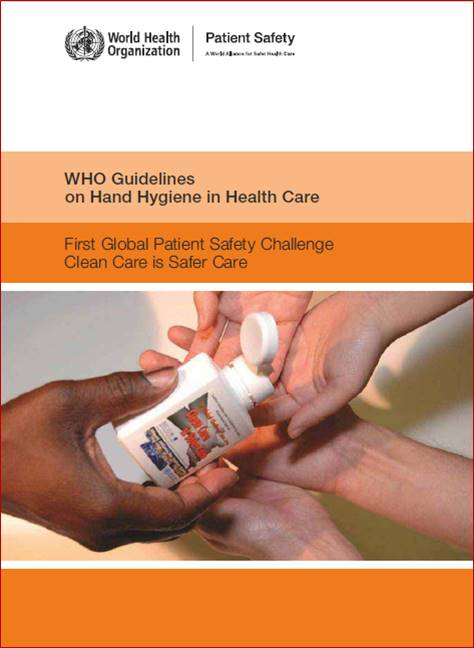 World Health
Organization
Patient Safety
A World Alliance for Safer Health Care
WHO Guidelines
on Hand Hygiene in Health Care
First Global Patient Safety Challenge
Clean Care is Safer Care